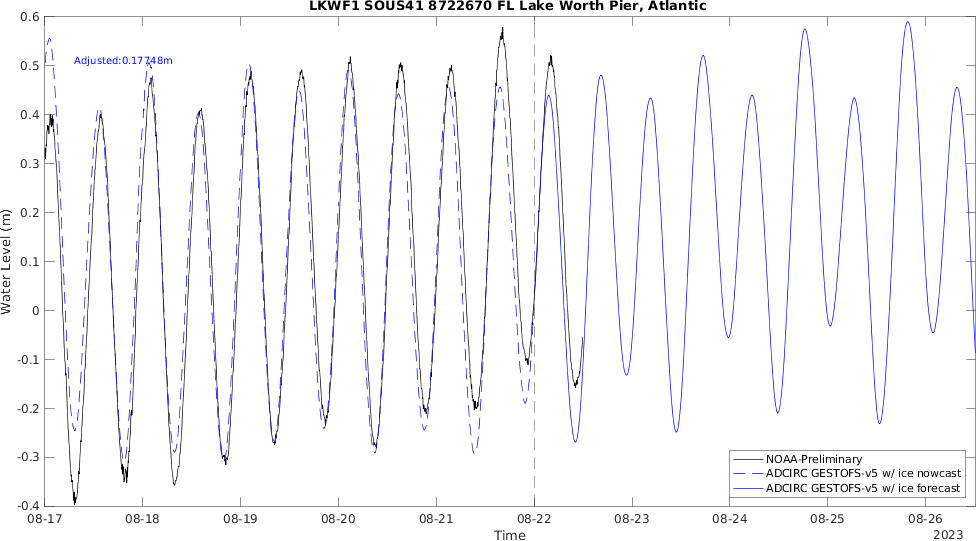 LKWF1 SOUS41 8722670 FL Lake Worth Pier, Atlantic
0.6
0.5
0.4
0.3
0.2
0.1
0
-0.1
-0.2
-0.3
-0.4
Water Level (m)
Adjusted:0.17748m
NOAA-Preliminary
ADCIRC GESTOFS-v5 w/ ice nowcast
ADCIRC GESTOFS-v5 w/ ice forecast
08-17 08-18 08-19 08-20 08-21 08-22 08-23 08-24 08-25 08-26
Time
2023